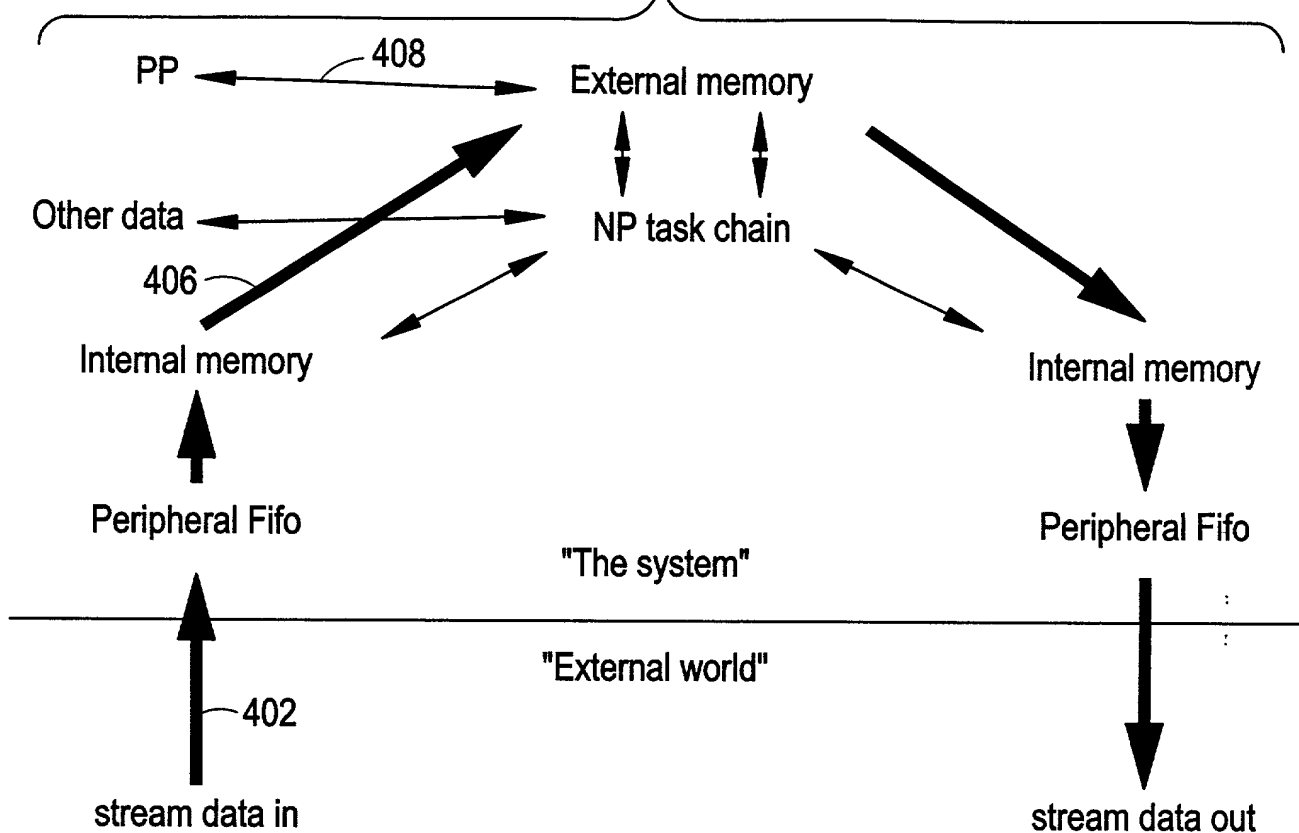 408
PP
External memory
Other data
NP task chain
406
Internal memory
Internal memory
Peripheral Fifo
Peripheral Fifo
"The system"
"External world"
402
stream data in
stream data out